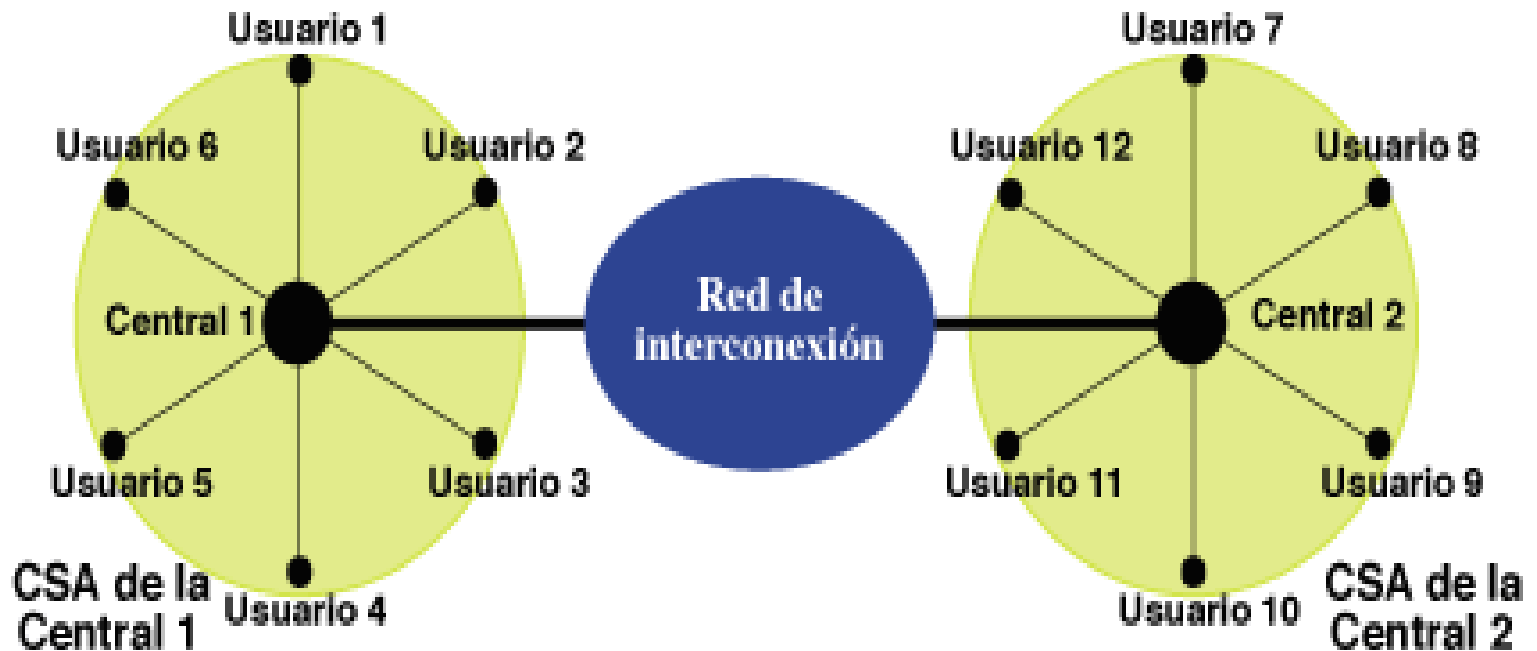 Usuario 1
Usuario 7
Usuario 6
Usuario 2
Usuario 12
Usuario 8
Central 1
Red de
interconexión
Central 2
Usuario 5
Usuario 3
Usuario 11
Usuario 9
CSA de la
Central 1
Usuario 4
Usuario 10
CSA de la
Central 2